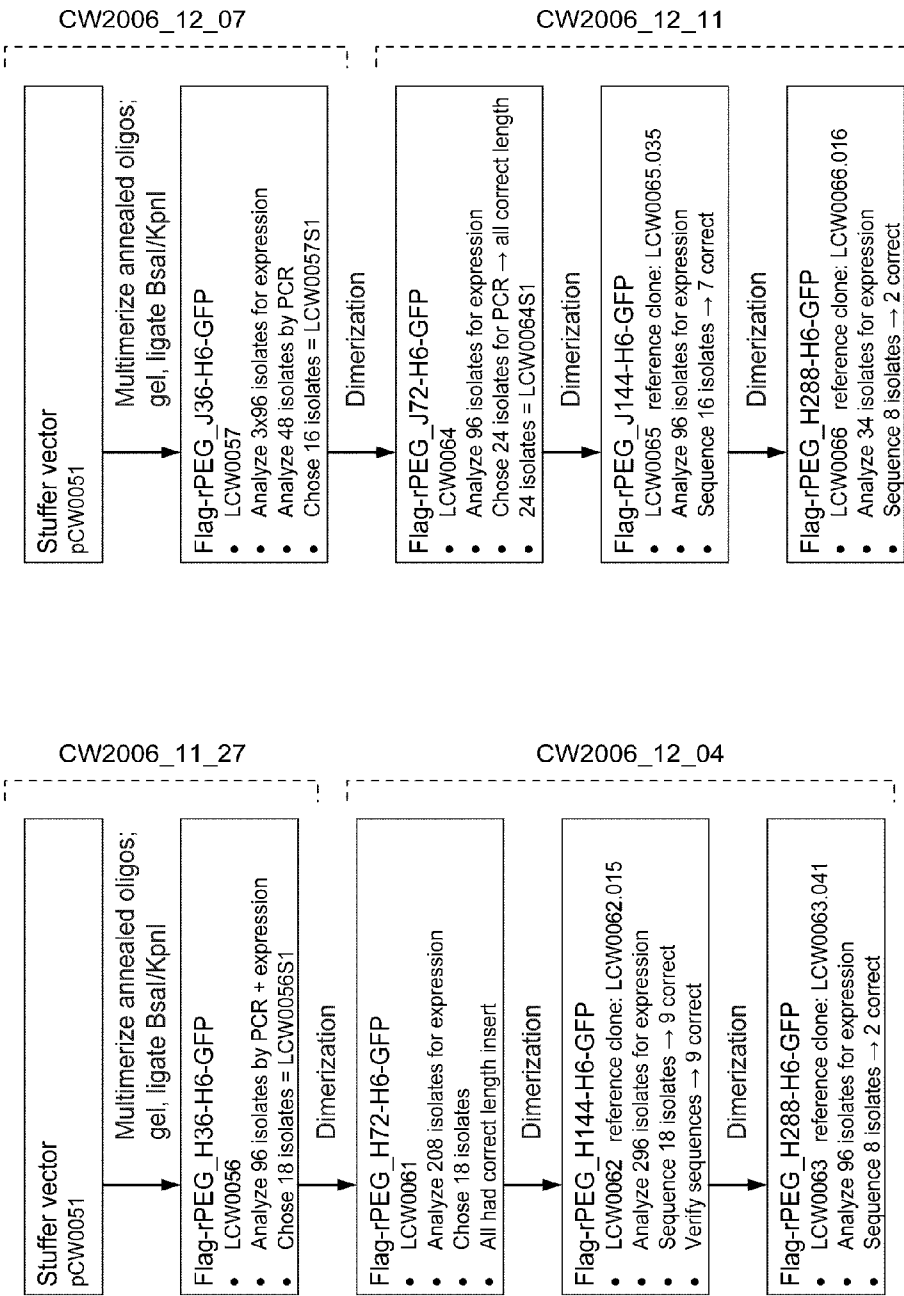 CW2006_11_27
Stuffer vector
pCW0051
Multimerize annealed oligos;
gel, ligate BsaI/KpnI
Flag-rPEG_H36-H6-GFP
• LCW0056
• Analyze 96 isolates by PCR + expression
• Chose 18 isolates = LCW0056S1
Dimerization
CW2006_12_04
Flag-rPEG_H72-H6-GFP
• LCW0061
• Analyze 208 isolates for expression
• Chose 18 isolates
• All had correct length insert
Dimerization
Flag-rPEG_H144-H6-GFP
• LCW0062 reference clone: LCW0062.015
• Analyze 296 isolates for expression
• Sequence 18 isolates → 9 correct
• Verify sequences → 9 correct
Dimerization
Flag-rPEG_H288-H6-GFP
• LCW0063 reference clone: LCW0063.041
• Analyze 96 isolates for expression
• Sequence 8 isolates → 2 correct
CW2006_12_07
Stuffer vector
pCW0051
Multimerize annealed oligos;
gel, ligate BsaI/KpnI
Flag-rPEG_J36-H6-GFP
• LCW0057
• Analyze 3x96 isolates for expression
• Analyze 48 isolates by PCR
• Chose 16 isolates = LCW0057S1
Dimerization
CW2006_12_11
Flag-rPEG_J72-H6-GFP
• LCW0064
• Analyze 96 isolates for expression
• Chose 24 isolates for PCR → all correct length
• 24 isolates = LCW0064S1
Dimerization
Flag-rPEG_J144-H6-GFP
• LCW0065 reference clone: LCW0065.035
• Analyze 96 isolates for expression
• Sequence 16 isolates → 7 correct
Dimerization
Flag-rPEG_H288-H6-GFP
• LCW0066 reference clone: LCW0066.016
• Analyze 34 isolates for expression
• Sequence 8 isolates → 2 correct